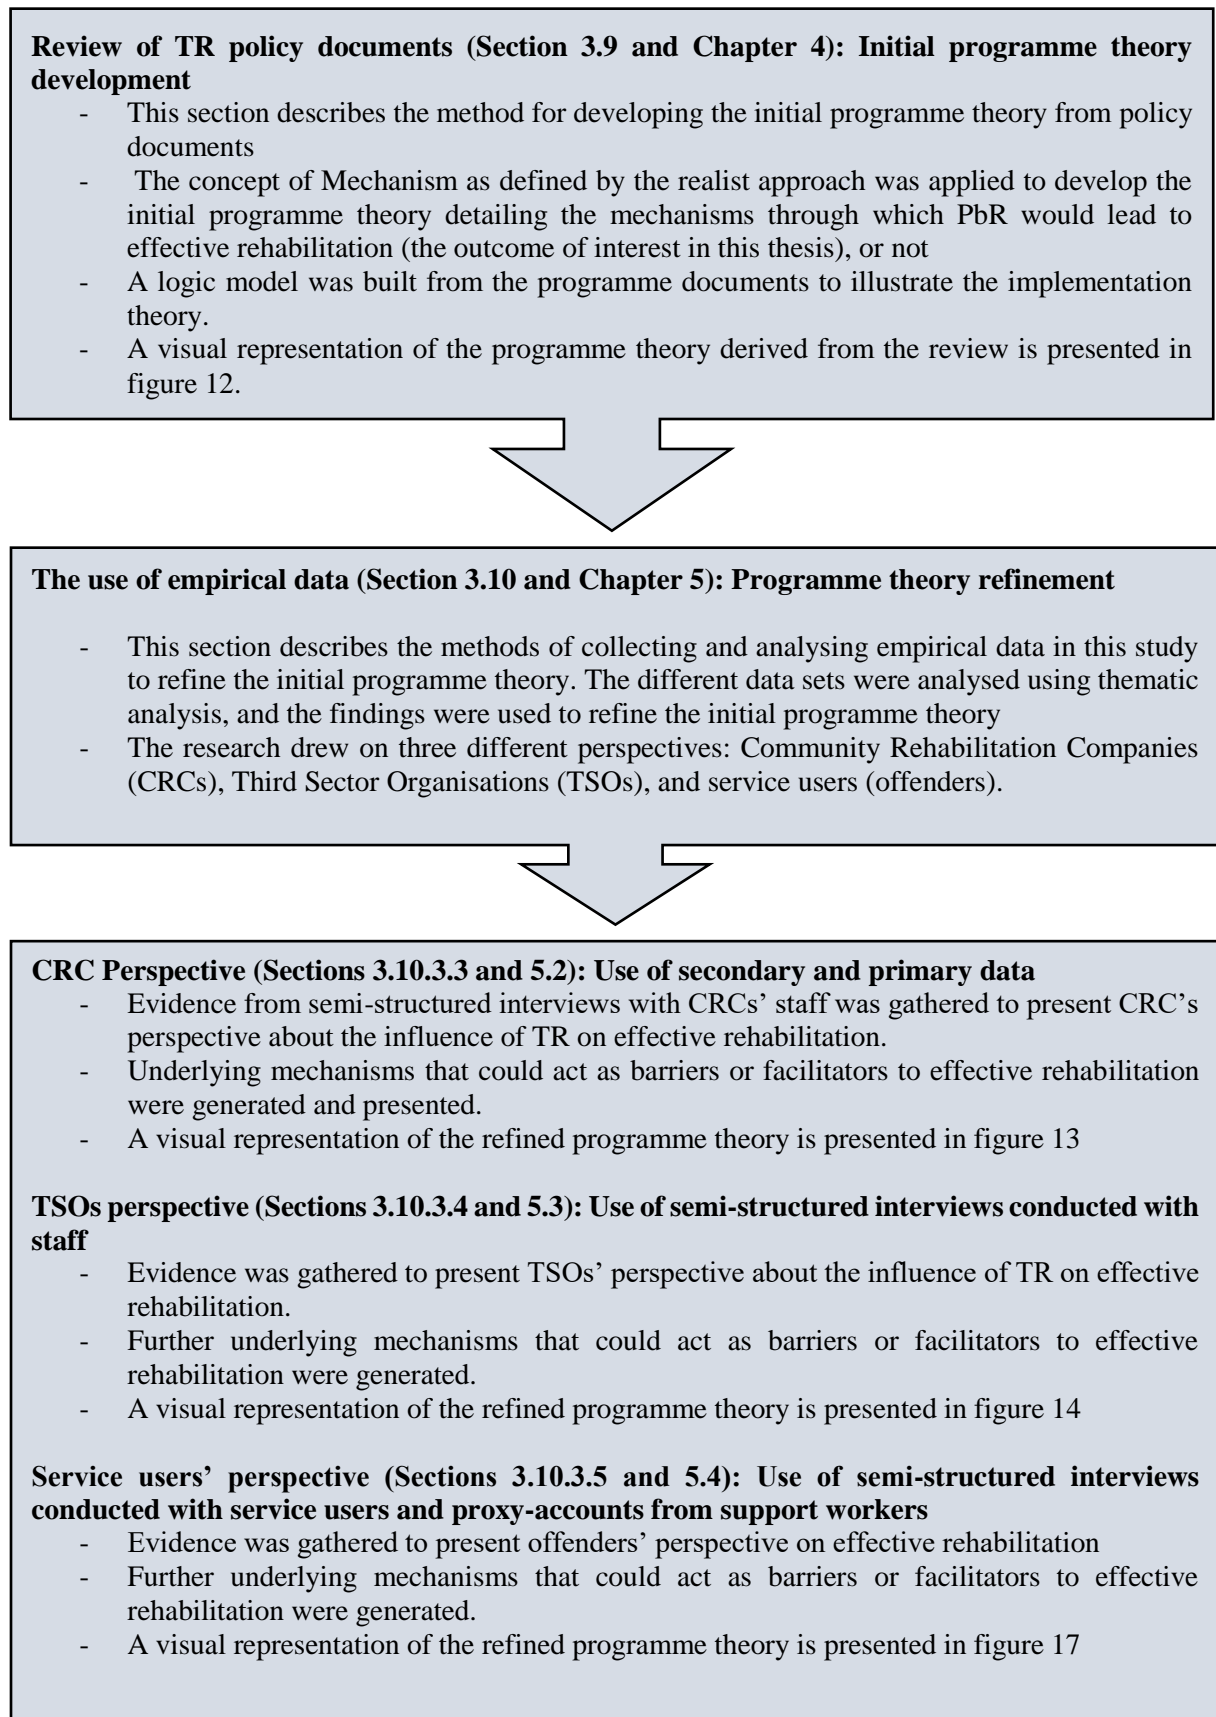 Review of TR policy documents (Section 3.9 and Chapter 4): Initial programme theory
development
- This section describes the method for developing the initial programme theory from policy
documents
- The concept of Mechanism as defined by the realist approach was applied to develop the
initial programme theory detailing the mechanisms through which PbR would lead to
effective rehabilitation (the outcome of interest in this thesis), or not
- A logic model was built from the programme documents to illustrate the implementation
theory.
- A visual representation of the programme theory derived from the review is presented in
figure 12.
The use of empirical data (Section 3.10 and Chapter 5): Programme theory refinement
- This section describes the methods of collecting and analysing empirical data in this study
to refine the initial programme theory. The different data sets were analysed using thematic
analysis, and the findings were used to refine the initial programme theory
- The research drew on three different perspectives: Community Rehabilitation Companies
(CRCs), Third Sector Organisations (TSOs), and service users (offenders).
CRC Perspective (Sections 3.10.3.3 and 5.2): Use of secondary and primary data
- Evidence from semi-structured interviews with CRCs' staff was gathered to present CRC's
perspective about the influence of TR on effective rehabilitation.
- Underlying mechanisms that could act as barriers or facilitators to effective rehabilitation
were generated and presented.
- A visual representation of the refined programme theory is presented in figure 13
TSOs perspective (Sections 3.10.3.4 and 5.3): Use of semi-structured interviews conducted with
staff
- Evidence was gathered to present TSOs' perspective about the influence of TR on effective
rehabilitation.
- Further underlying mechanisms that could act as barriers or facilitators to effective
rehabilitation were generated.
- A visual representation of the refined programme theory is presented in figure 14
Service users' perspective (Sections 3.10.3.5 and 5.4): Use of semi-structured interviews
conducted with service users and proxy-accounts from support workers
- Evidence was gathered to present offenders' perspective on effective rehabilitation
- Further underlying mechanisms that could act as barriers or facilitators to effective
rehabilitation were generated.
- A visual representation of the refined programme theory is presented in figure 17